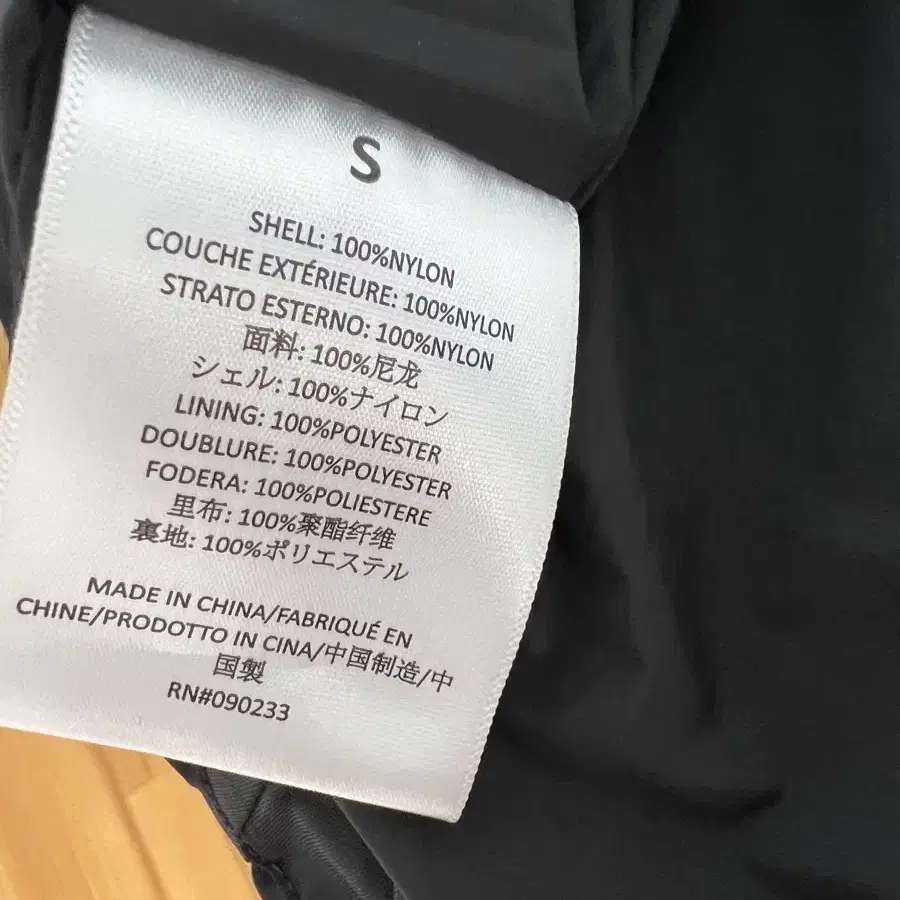 S
SHELL: 100%NYLON
COUCHE EXTÉRIEURE: 100%NYLON
STRATO ESTERNO: 100%NYLON
面料: 100%尼龙
シェル: 100%ナイロン
LINING: 100%POLYESTER
DOUBLURE: 100%POLYESTER
FODERA: 100%POLIESTERE
里布: 100%聚酯纤维
裏地: 100%ポリエステル
MADE IN CHINA/FABRIQUÉ EN
CHINE/PRODOTTO IN CINA/中国制造/中
国製
RN#090233